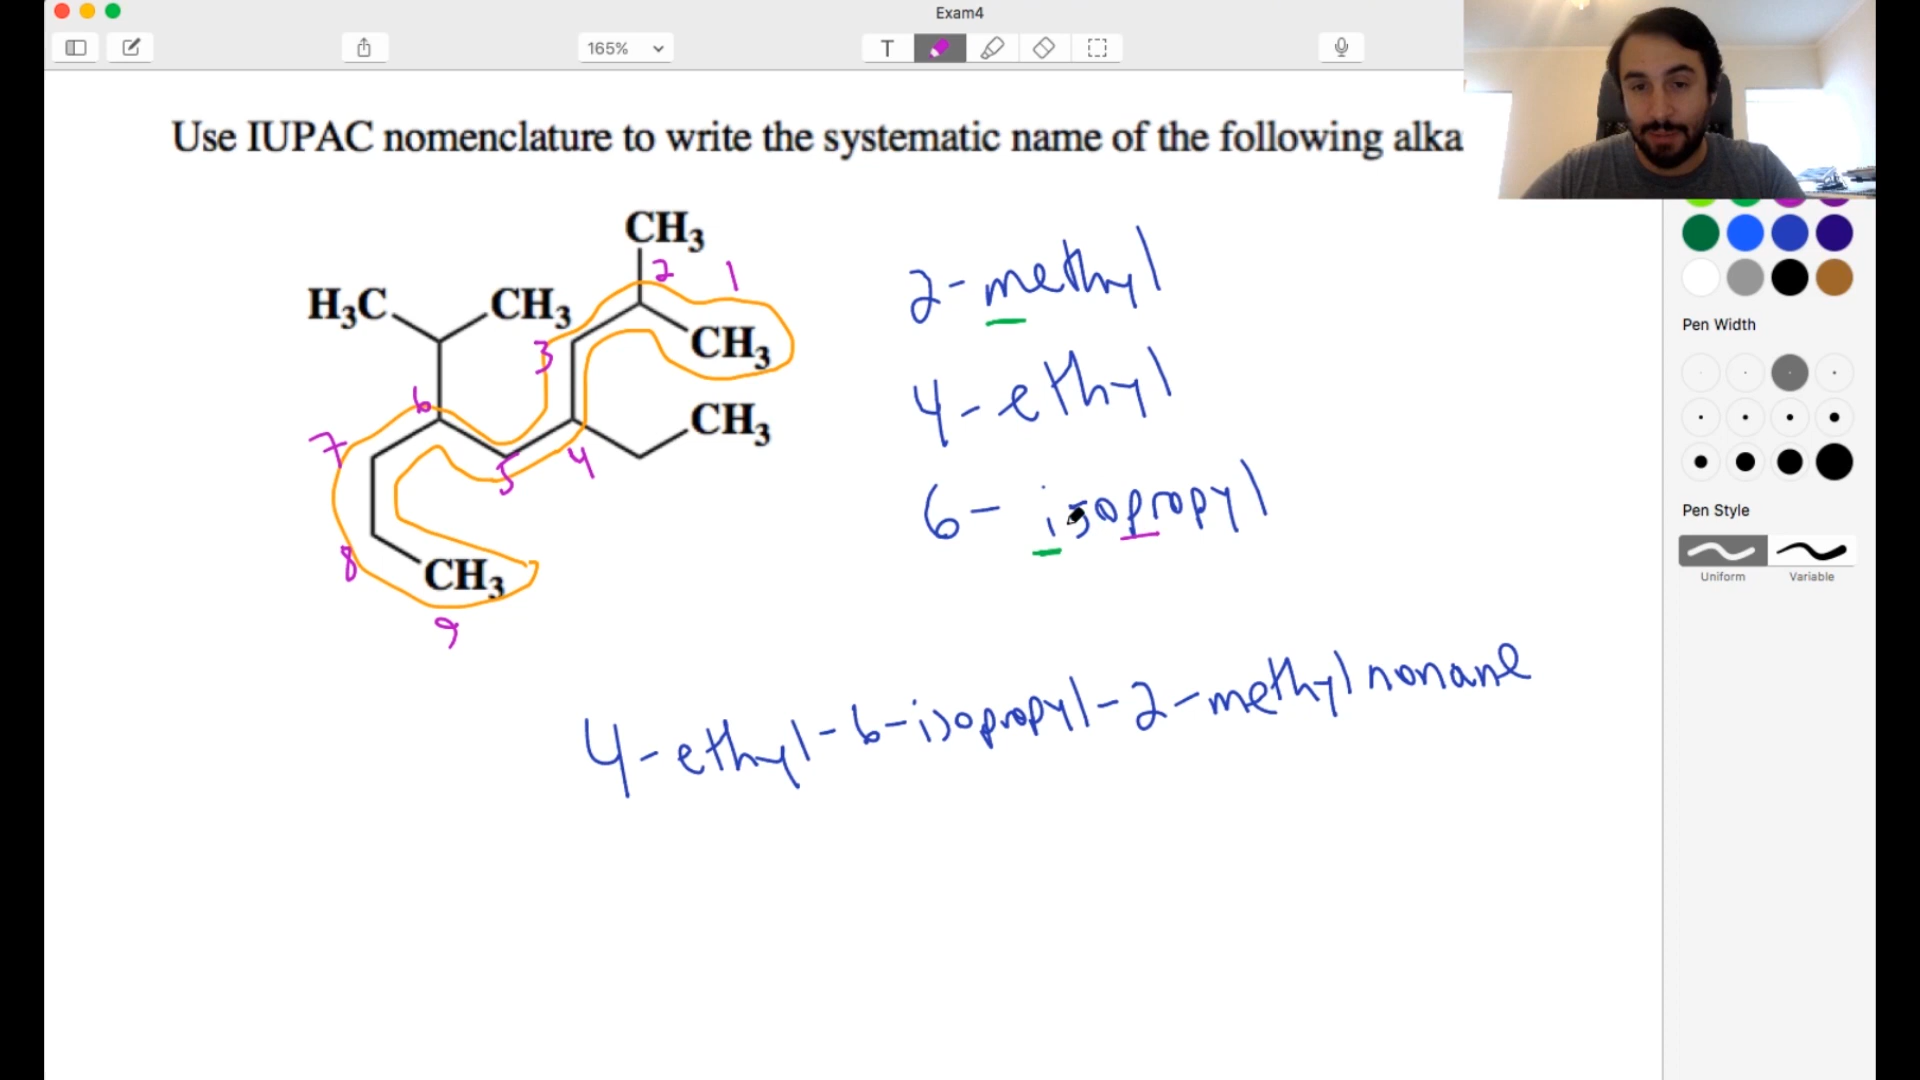 Exam4
165%
T
Use IUPAC nomenclature to write the systematic name of the following alka
CH3
2 1
H3C CH3
3 CH3
6
CH3
7
5 4
8 CH3
9
2-methyl
4-ethyl
6- isopropyl
4-ethyl-6-isopropyl-2-methylnonane
Pen Width
Pen Style
Uniform Variable